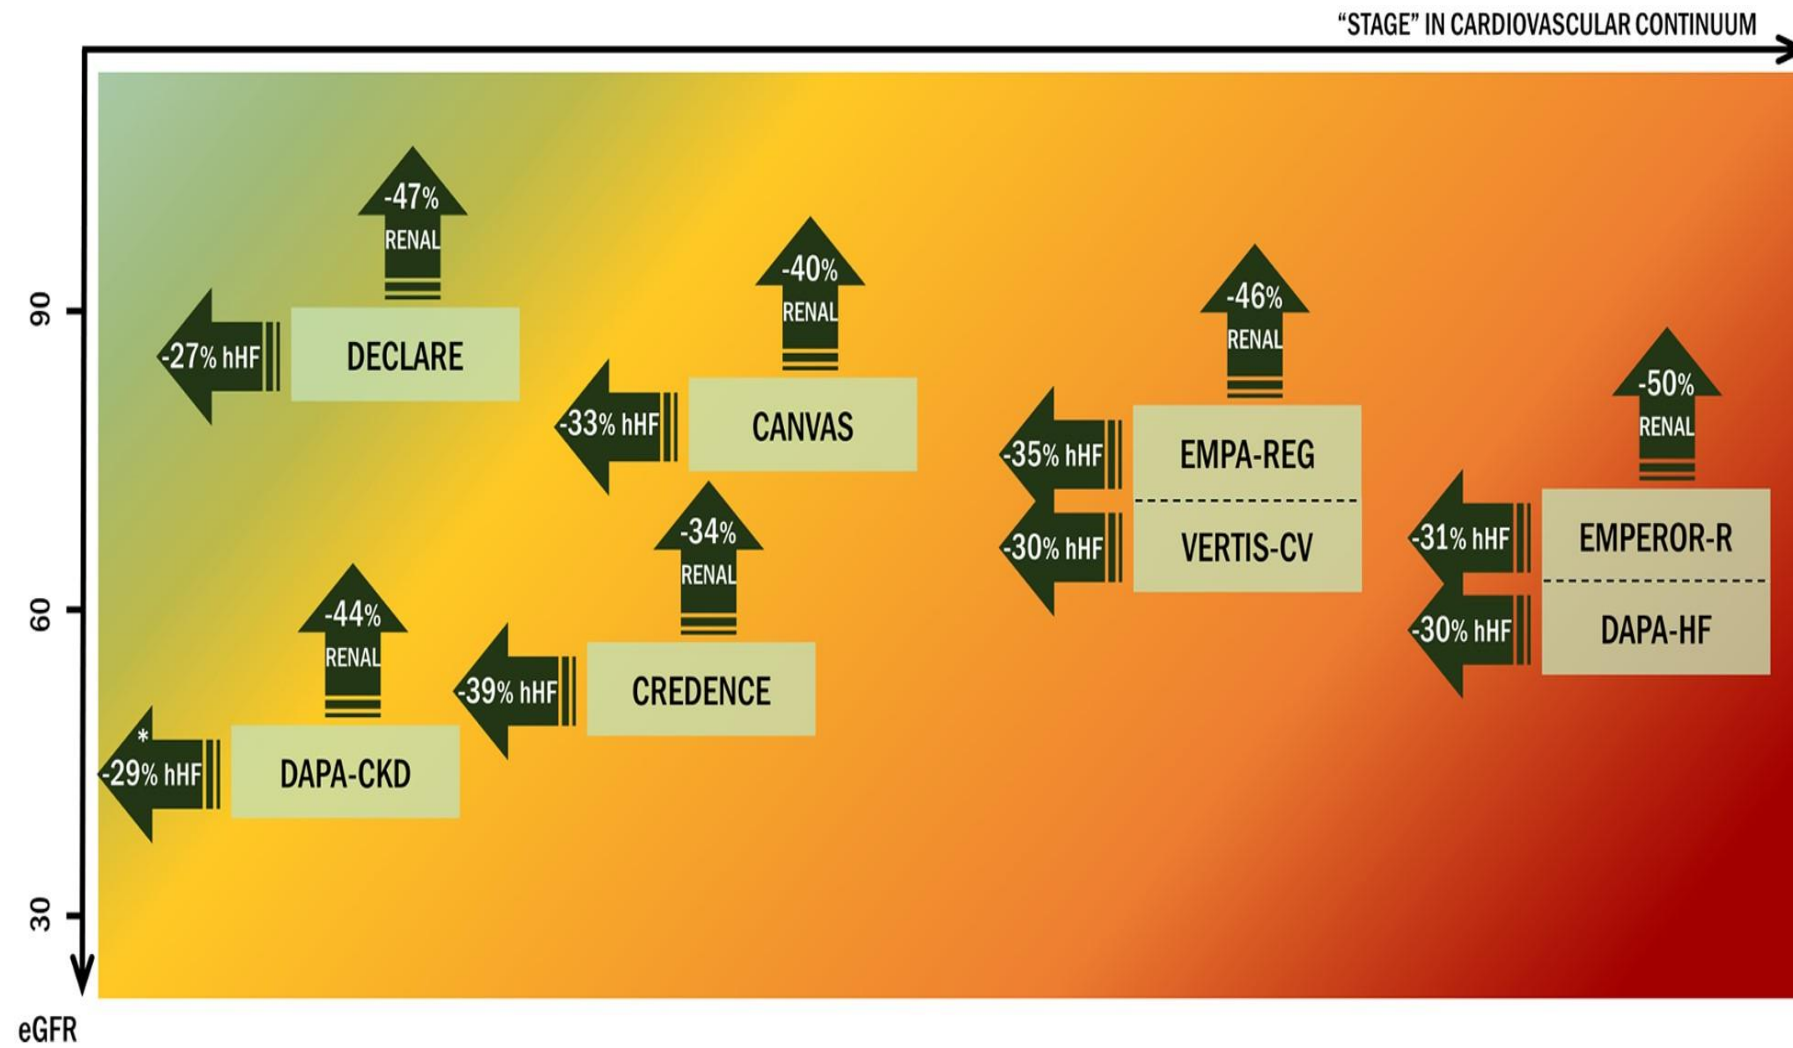 “STAGE” IN CARDIOVASCULAR CONTINUUM
-47%
RENAL
90
-27% hHF
DECLARE
-40%
RENAL
-33% hHF
CANVAS
-46%
RENAL
-35% hHF
EMPA-REG
-30% hHF
VERTIS-CV
-50%
RENAL
-31% hHF
EMPEROR-R
-30% hHF
DAPA-HF
60
-44%
RENAL
*
-29% hHF
DAPA-CKD
-34%
RENAL
-39% hHF
CREDENCE
30
eGFR